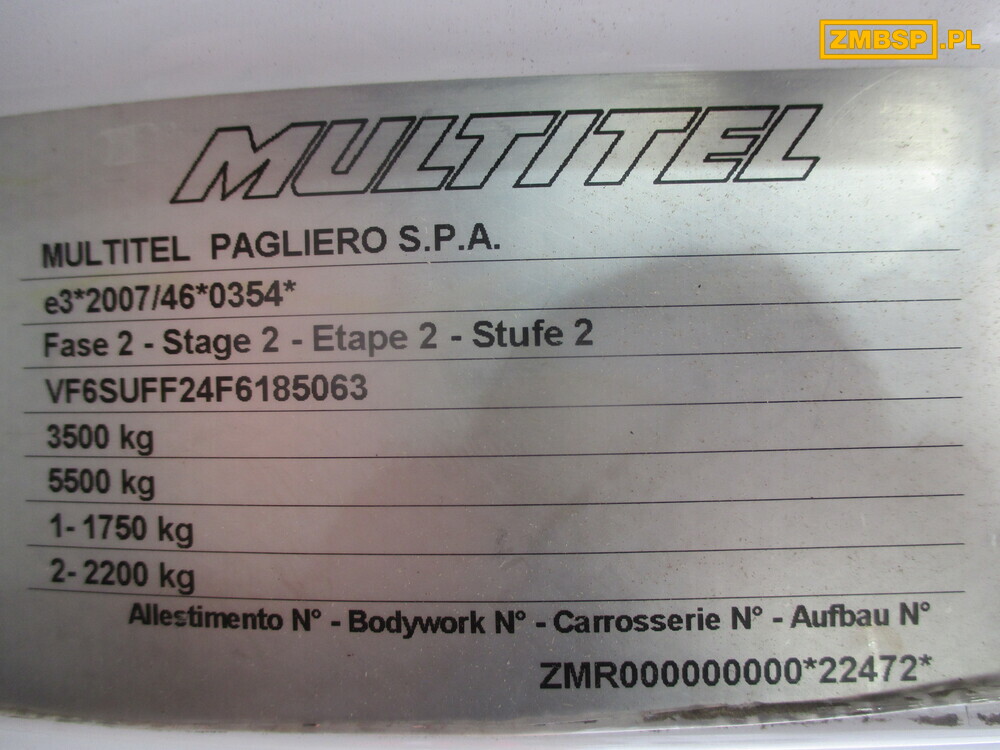 ZMBSP.PL
MULTITEL
MULTITEL PAGLIERO S.P.A.
e3*2007/46*0354*
Fase 2 - Stage 2 - Etape 2 - Stufe 2
VF6SUFF24F6185063
3500 kg
5500 kg
1- 1750 kg
2- 2200 kg
Allestimento N° - Bodywork N° - Carrosserie N° - Aufbau N°
ZMR000000000*22472*